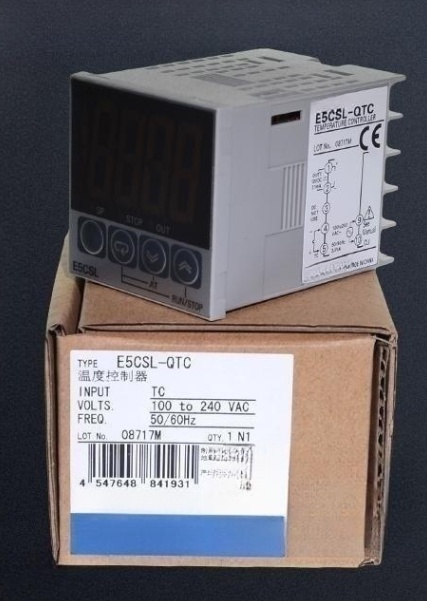 E5CSL-QTC
TEMPERATURE CONTROLLER
LOT No. 08717M
CE
SP STOP OUT
E5CSL
AT
RUN/STOP
TYPE E5CSL-QTC
温度控制器
INPUT TC
VOLTS. 100 to 240 VAC
FREQ. 50/60Hz
LOT No. 08717M QTY. 1 N1
4 547648 841931